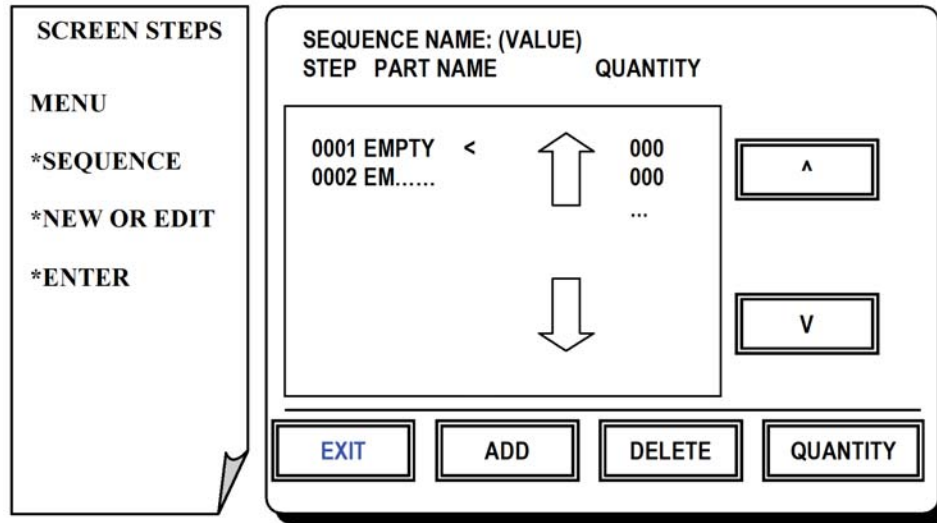 SCREEN STEPS
MENU
*SEQUENCE
*NEW OR EDIT
*ENTER
SEQUENCE NAME: (VALUE)
STEP PART NAME QUANTITY
0001 EMPTY < 000
0002 EM...... 000
...
^
V
EXIT ADD DELETE QUANTITY